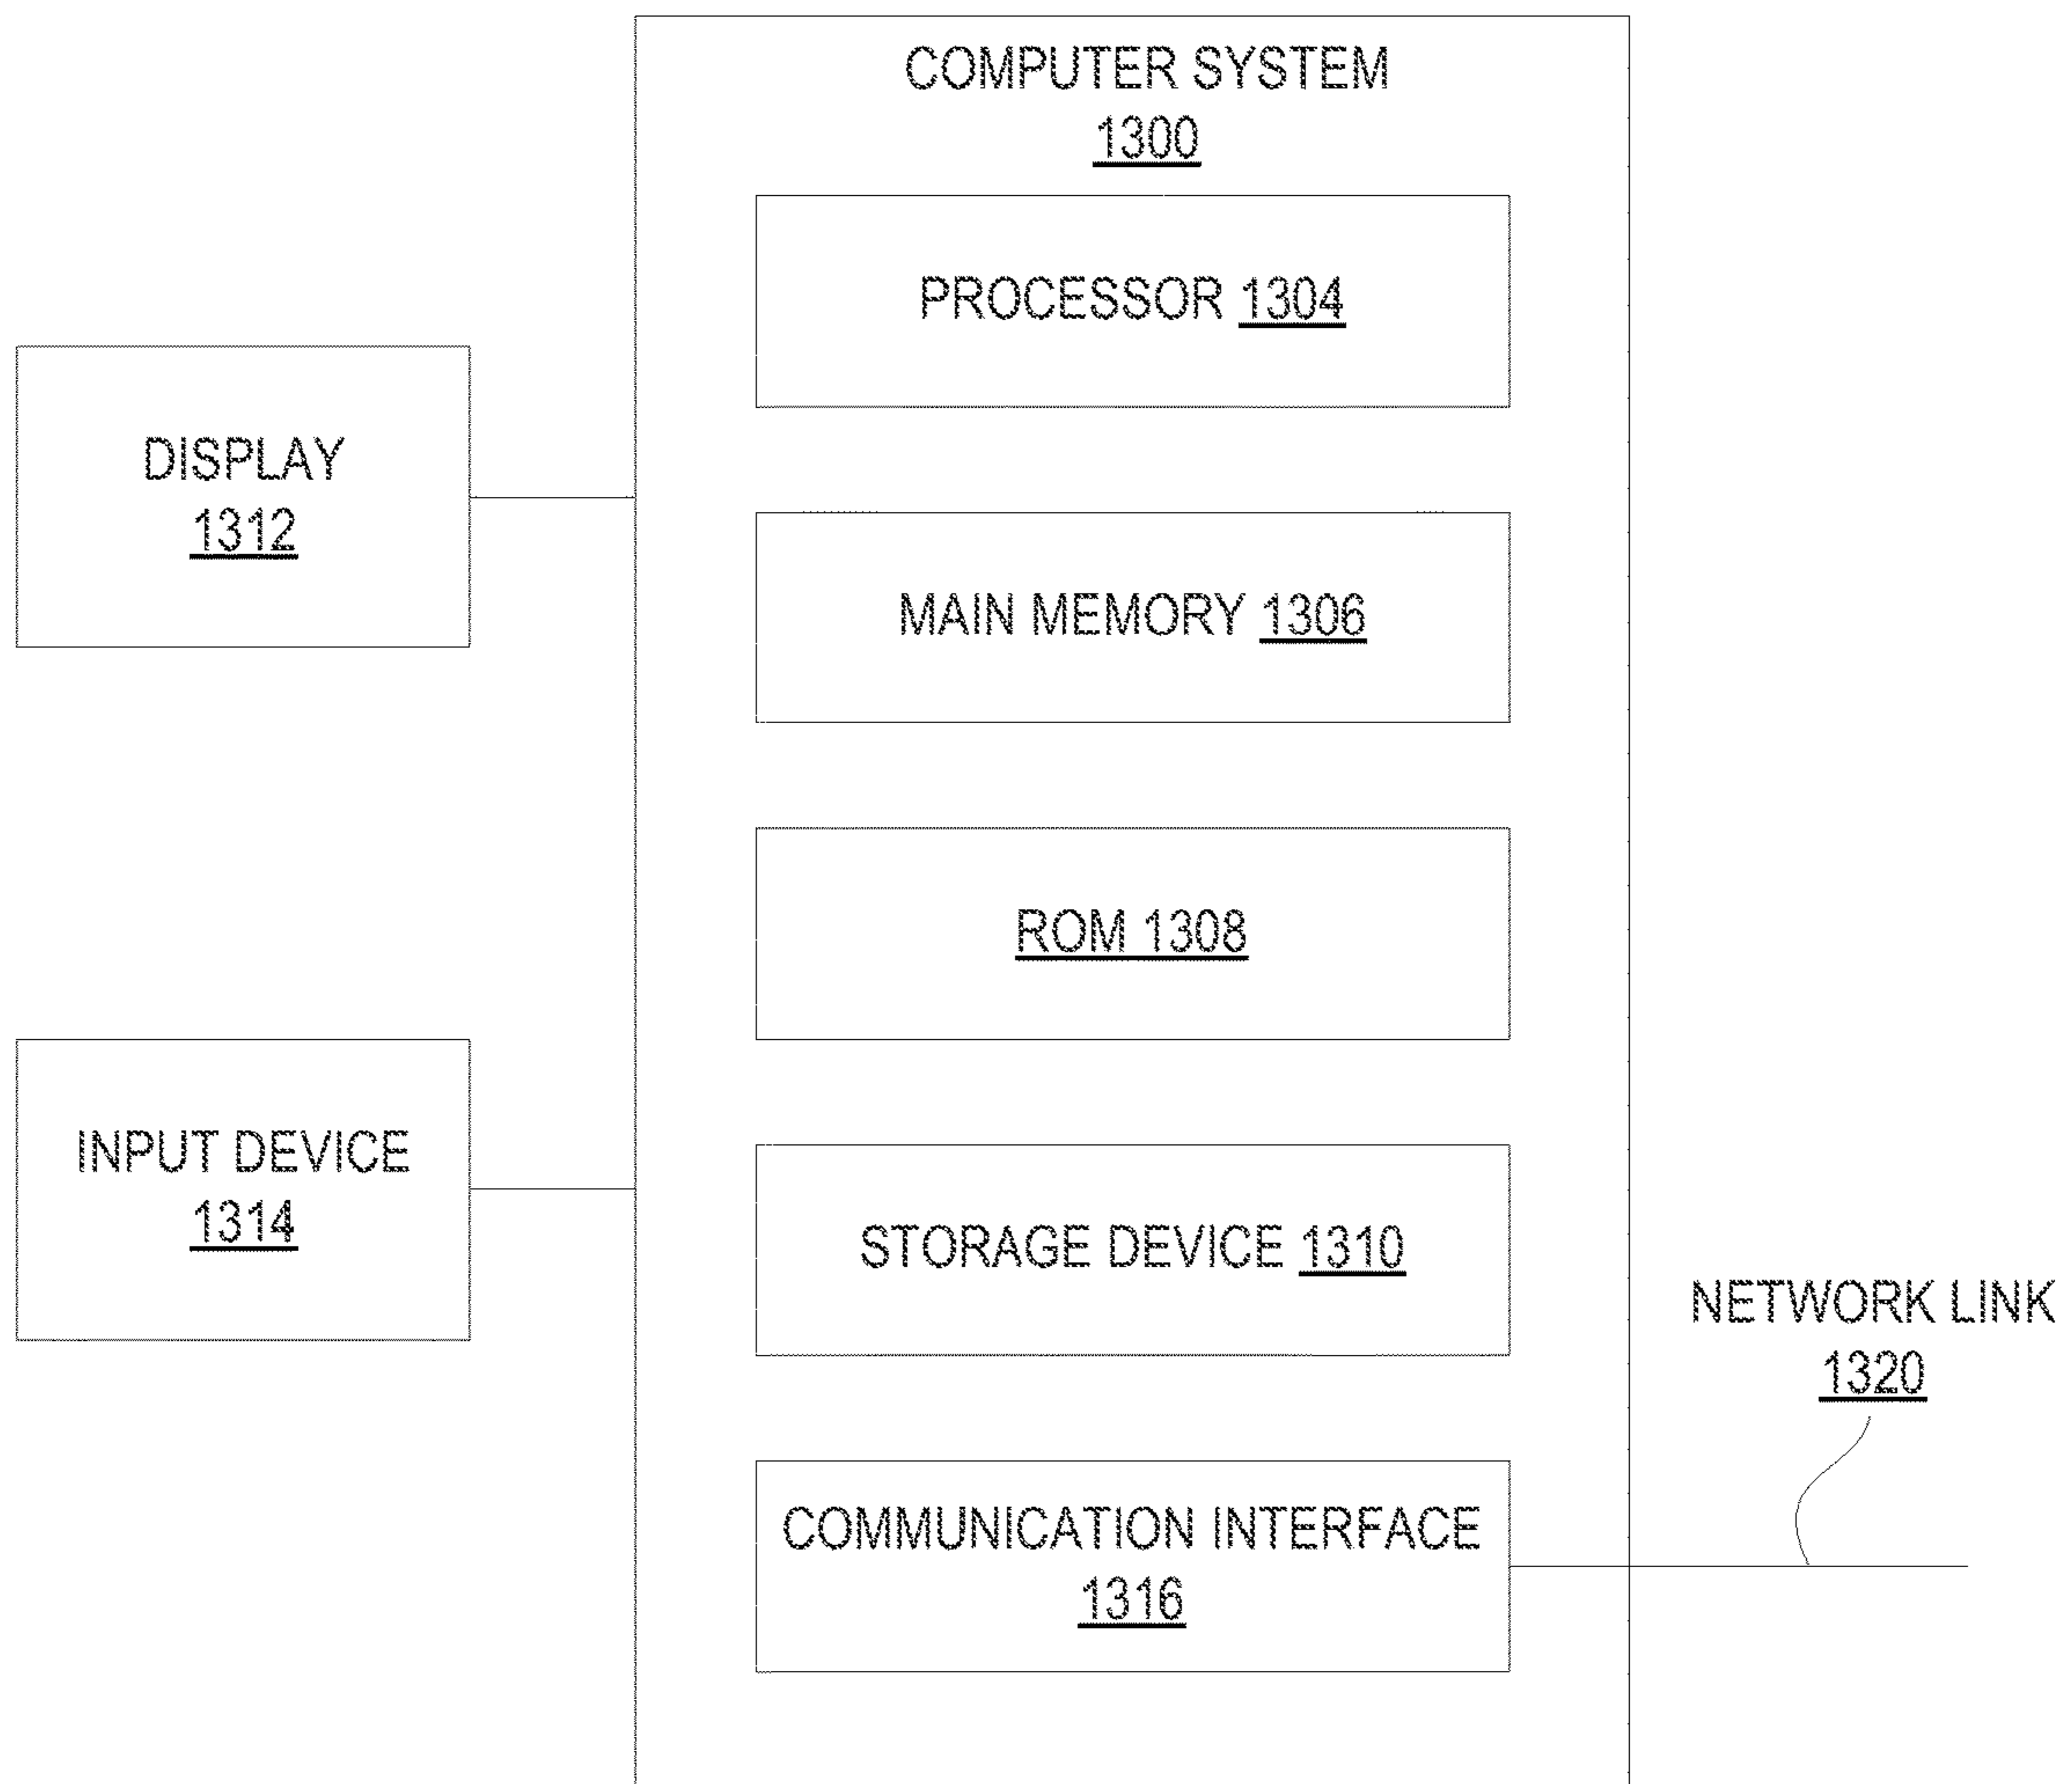 COMPUTER SYSTEM
1300
PROCESSOR 1304
DISPLAY
1312
MAIN MEMORY 1306
ROM 1308
INPUT DEVICE
1314
STORAGE DEVICE 1310
NETWORK LINK
1320
COMMUNICATION INTERFACE
1316